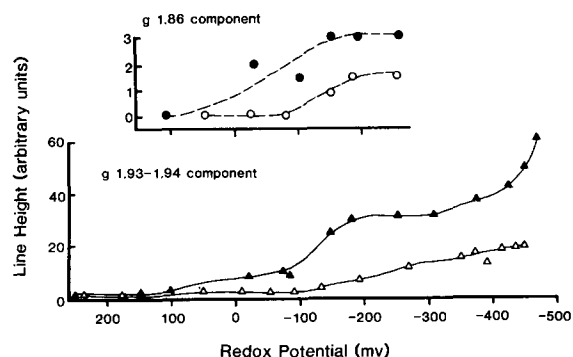 g 1.86 component
3
2
1
0
60
g 1.93-1.94 component
40
20
0
Line Height (arbitrary units)
200 100 0 -100 -200 -300 -400 -500
Redox Potential (mv)